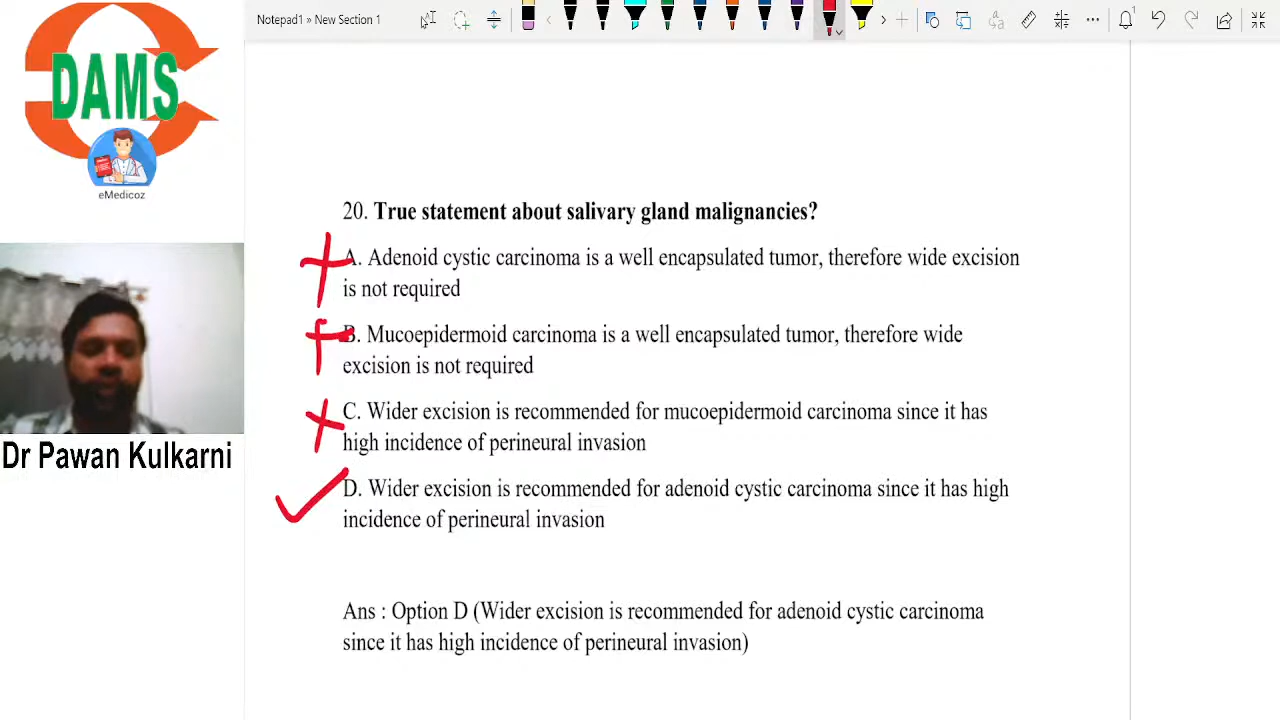 Notepad1 » New Section 1
DAMS
eMedicoz
20. True statement about salivary gland malignancies?
A. Adenoid cystic carcinoma is a well encapsulated tumor, therefore wide excision
is not required
B. Mucoepidermoid carcinoma is a well encapsulated tumor, therefore wide
excision is not required
C. Wider excision is recommended for mucoepidermoid carcinoma since it has
high incidence of perineural invasion
Dr Pawan Kulkarni
D. Wider excision is recommended for adenoid cystic carcinoma since it has high
incidence of perineural invasion
Ans : Option D (Wider excision is recommended for adenoid cystic carcinoma
since it has high incidence of perineural invasion)